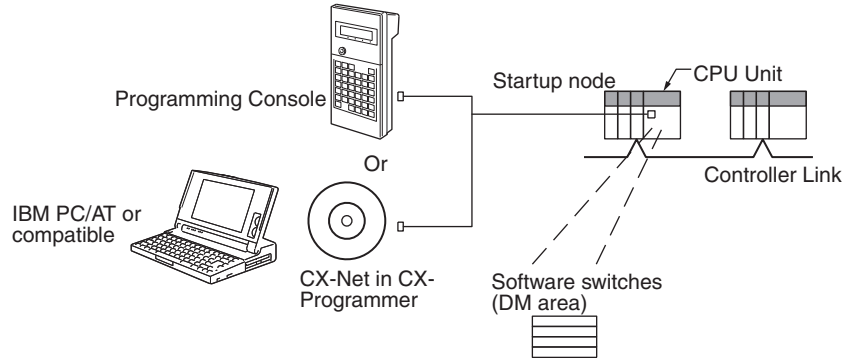 Programming Console
Startup node
CPU Unit
Or
Controller Link
IBM PC/AT or
compatible
CX-Net in CX-
Programmer
Software switches
(DM area)